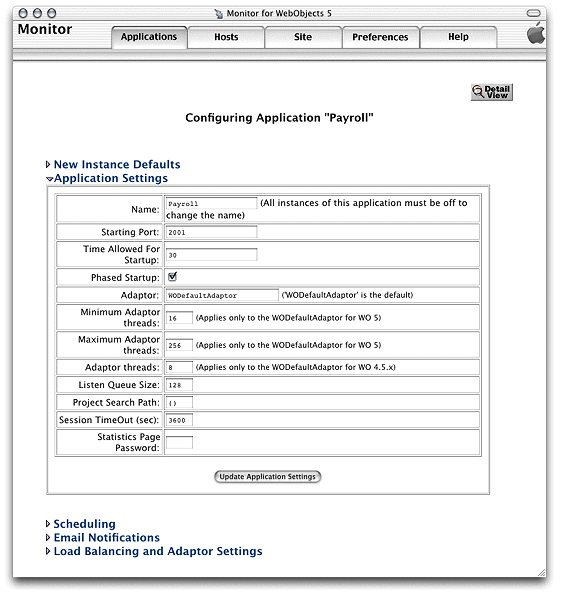 Monitor for WebObjects 5
Monitor
Applications
Hosts
Site
Preferences
Help
Detail
View
Configuring Application "Payroll"
New Instance Defaults
Application Settings
Name: Payroll (All instances of this application must be off to
change the name)
Starting Port: 2001
Time Allowed For
Startup: 30
Phased Startup:
Adaptor: WODefaultAdaptor ('WODefaultAdaptor' is the default)
Minimum Adaptor
threads: 16 (Applies only to the WODefaultAdaptor for WO 5)
Maximum Adaptor
threads: 256 (Applies only to the WODefaultAdaptor for WO 5)
Adaptor threads: 8 (Applies only to the WODefaultAdaptor for WO 4.5.x)
Listen Queue Size: 128
Project Search Path: ()
Session TimeOut (sec): 3600
Statistics Page
Password:
Update Application Settings
Scheduling
Email Notifications
Load Balancing and Adaptor Settings